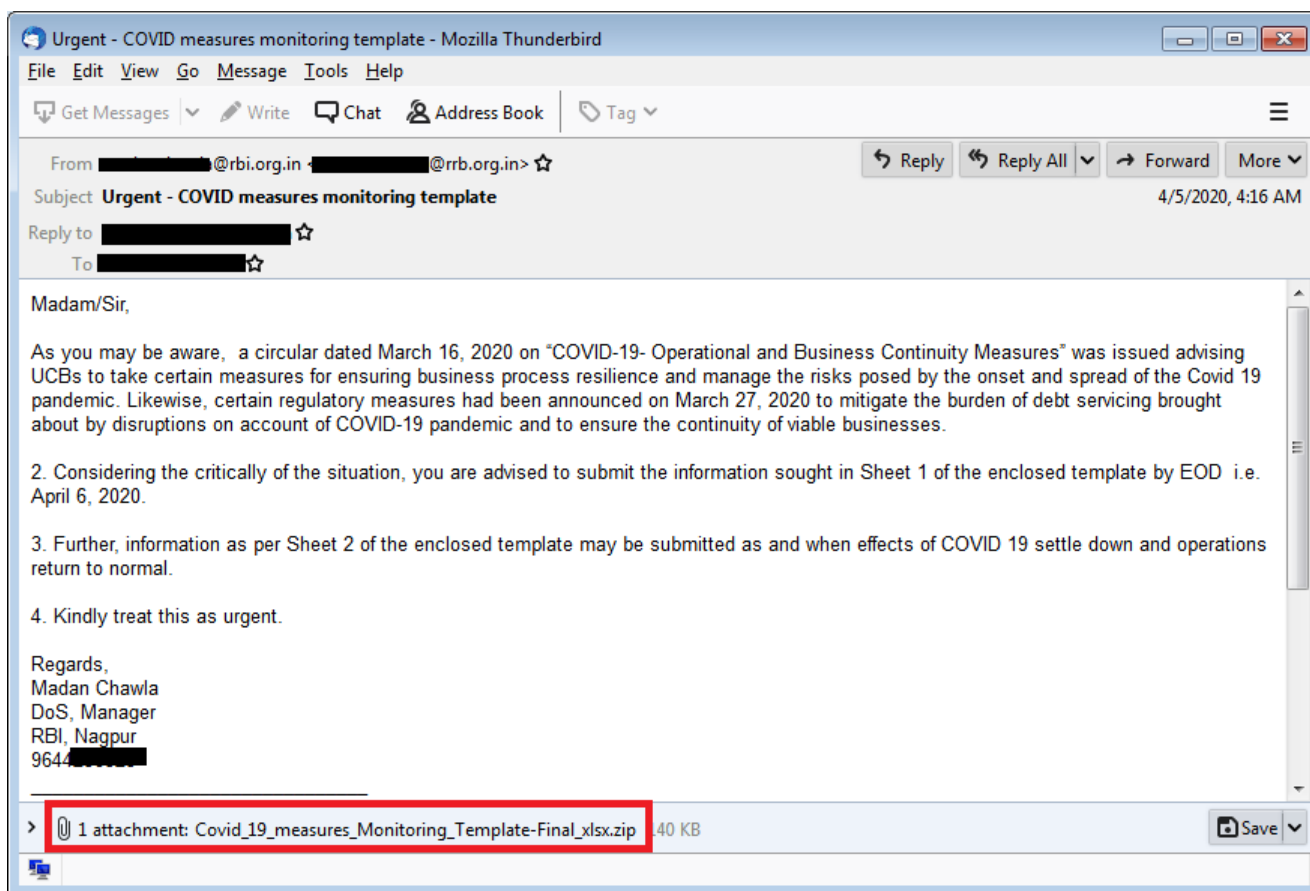 Urgent - COVID measures monitoring template - Mozilla Thunderbird
File Edit View Go Message Tools Help
Get Messages Write Chat Address Book Tag
From @rbi.org.in < @rrb.org.in> Reply Reply All Forward More
Subject Urgent - COVID measures monitoring template 4/5/2020, 4:16 AM
Reply to
To
Madam/Sir,
As you may be aware,  a circular dated March 16, 2020 on “COVID-19- Operational and Business Continuity Measures” was issued advising
UCBs to take certain measures for ensuring business process resilience and manage the risks posed by the onset and spread of the Covid 19
pandemic. Likewise, certain regulatory measures had been announced on March 27, 2020 to mitigate the burden of debt servicing brought
about by disruptions on account of COVID-19 pandemic and to ensure the continuity of viable businesses.
2. Considering the critically of the situation, you are advised to submit the information sought in Sheet 1 of the enclosed template by EOD  i.e.
April 6, 2020.
3. Further, information as per Sheet 2 of the enclosed template may be submitted as and when effects of COVID 19 settle down and operations
return to normal.
4. Kindly treat this as urgent.
Regards,
Madan Chawla
DoS, Manager
RBI, Nagpur
9644
1 attachment: Covid_19_measures_Monitoring_Template-Final_xlsx.zip 40 KB Save